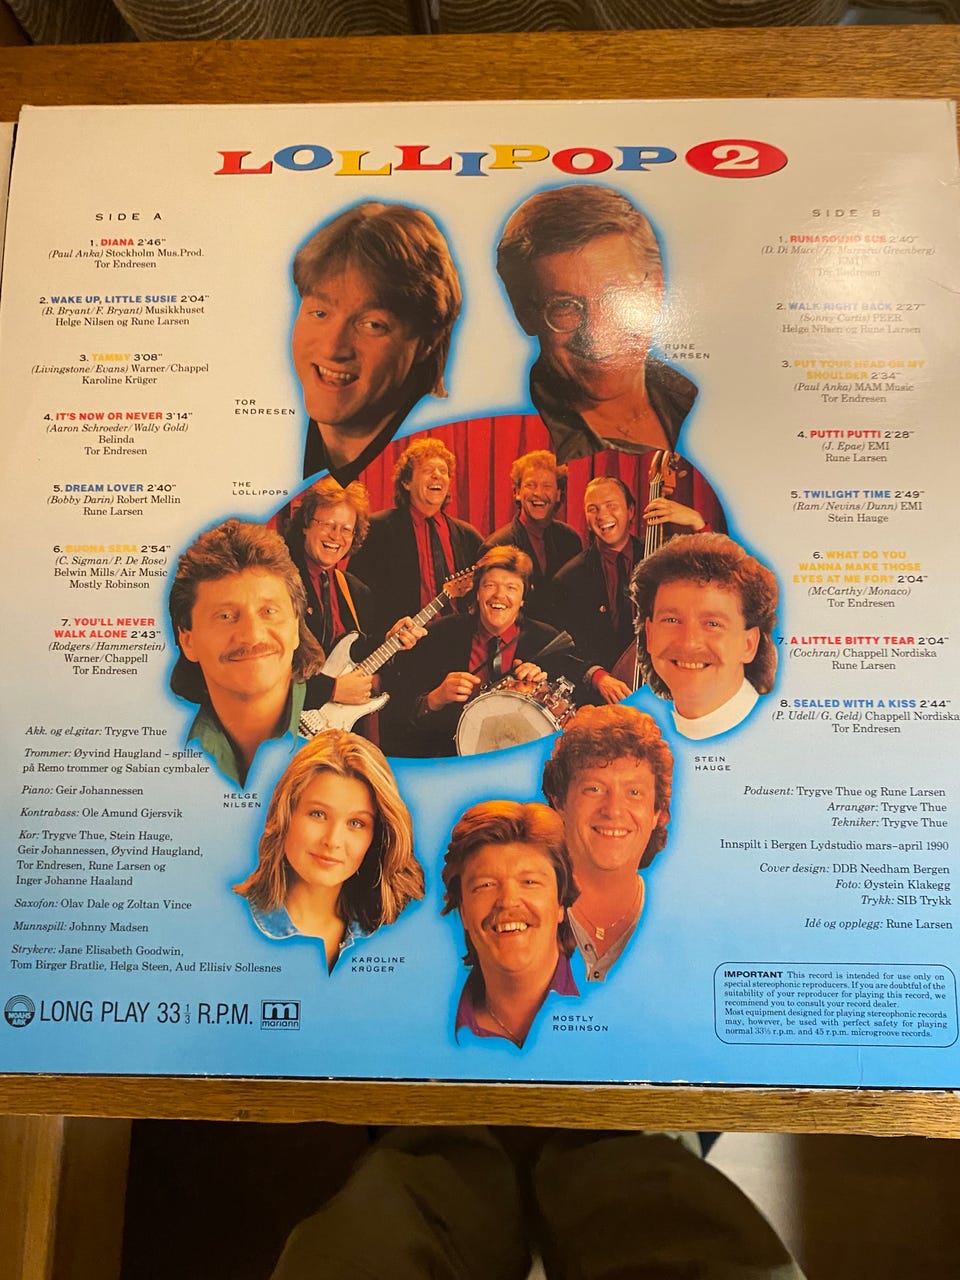 LOLLIPOP 2
SIDE A
1. DIANA 2'46"
(Paul Anka) Stockholm Mus.Prod.
Tor Endresen
2. WAKE UP, LITTLE SUSIE 2'04"
(B. Bryant/F. Bryant) Musikkhuset
Helge Nilsen og Rune Larsen
3. TAMMY 3'08"
(Livingstone/Evans) Warner/Chappel
Karoline Krüger
4. IT'S NOW OR NEVER 3'14"
(Aaron Schroeder/Wally Gold)
Belinda
Tor Endresen
5. DREAM LOVER 2'40"
(Bobby Darin) Robert Mellin
Rune Larsen
6. BUONA SERA 2'54"
(C. Sigman/P. De Rose)
Belwin Mills/Air Music
Mostly Robinson
7. YOU'LL NEVER
WALK ALONE 2'43"
(Rodgers/Hammerstein)
Warner/Chappell
Tor Endresen
Akk. og el.gitar: Trygve Thue
Trommer: Øyvind Haugland – spiller
på Remo trommer og Sabian cymbaler
Piano: Geir Johannessen
Kontrabass: Ole Amund Gjersvik
Kor: Trygve Thue, Stein Hauge,
Geir Johannessen, Øyvind Haugland,
Tor Endresen, Rune Larsen og
Inger Johanne Haaland
Saxofon: Olav Dale og Zoltan Vince
Munnspill: Johnny Madsen
Strykere: Jane Elisabeth Goodwin,
Tom Birger Bratlie, Helga Steen, Aud Ellisiv Sollesnes
NOAHS ARK
LONG PLAY 33 1/3 R.P.M.
mariann
TOR
ENDRESEN
RUNE
LARSEN
THE
LOLLIPOPS
HELGE
NILSEN
STEIN
HAUGE
KAROLINE
KRÜGER
MOSTLY
ROBINSON
SIDE B
1. RUNAROUND SUE 2'40"
(D. Di Mucci/E. Greenberg)
EMI
Tor Endresen
2. WALK RIGHT BACK 2'27"
(Sonny Curtis) PEER
Helge Nilsen og Rune Larsen
3. PUT YOUR HEAD ON MY
SHOULDER 2'34"
(Paul Anka) MAM Music
Tor Endresen
4. PUTTI PUTTI 2'28"
(J. Epae) EMI
Rune Larsen
5. TWILIGHT TIME 2'49"
(Ram/Nevins/Dunn) EMI
Stein Hauge
6. WHAT DO YOU
WANNA MAKE THOSE
EYES AT ME FOR? 2'04"
(McCarthy/Monaco)
Tor Endresen
7. A LITTLE BITTY TEAR 2'04"
(Cochran) Chappell Nordiska
Rune Larsen
8. SEALED WITH A KISS 2'44"
(P. Udell/G. Geld) Chappell Nordiska
Tor Endresen
Podusent: Trygve Thue og Rune Larsen
Arrangør: Trygve Thue
Tekniker: Trygve Thue
Innspilt i Bergen Lydstudio mars–april 1990
Cover design: DDB Needham Bergen
Foto: Øystein Klakegg
Trykk: SIB Trykk
Idé og opplegg: Rune Larsen
IMPORTANT This record is intended for use only on
special stereophonic reproducers. If you are doubtful of the
suitability of your reproducer for playing this record, we
recommend you to consult your record dealer.
Most equipment designed for playing stereophonic records
may, however, be used with perfect safety for playing
normal 33⅓ r.p.m. and 45 r.p.m. microgroove records.